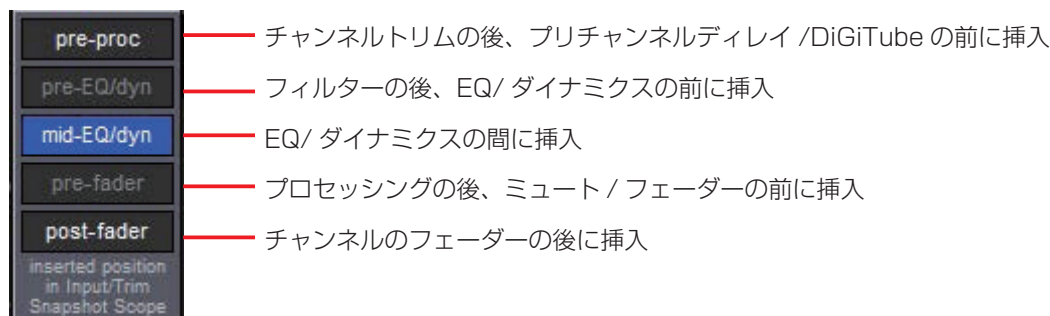 pre-proc
チャンネルトリムの後、プリチャンネルディレイ /DiGiTube の前に挿入
pre-EQ/dyn
フィルターの後、EQ/ ダイナミクスの前に挿入
mid-EQ/dyn
EQ/ ダイナミクスの間に挿入
pre-fader
プロセッシングの後、ミュート / フェーダーの前に挿入
post-fader
チャンネルのフェーダーの後に挿入
inserted position
in Input/Trim
Snapshot Scope